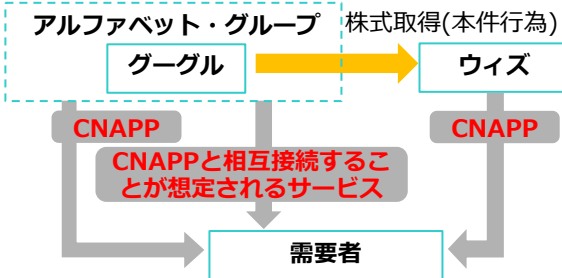 アルファベット・グループ
株式取得(本件行為)
グーグル
ウィズ
CNAPP
CNAPP
CNAPPと相互接続するこ
とが想定されるサービス
需要者